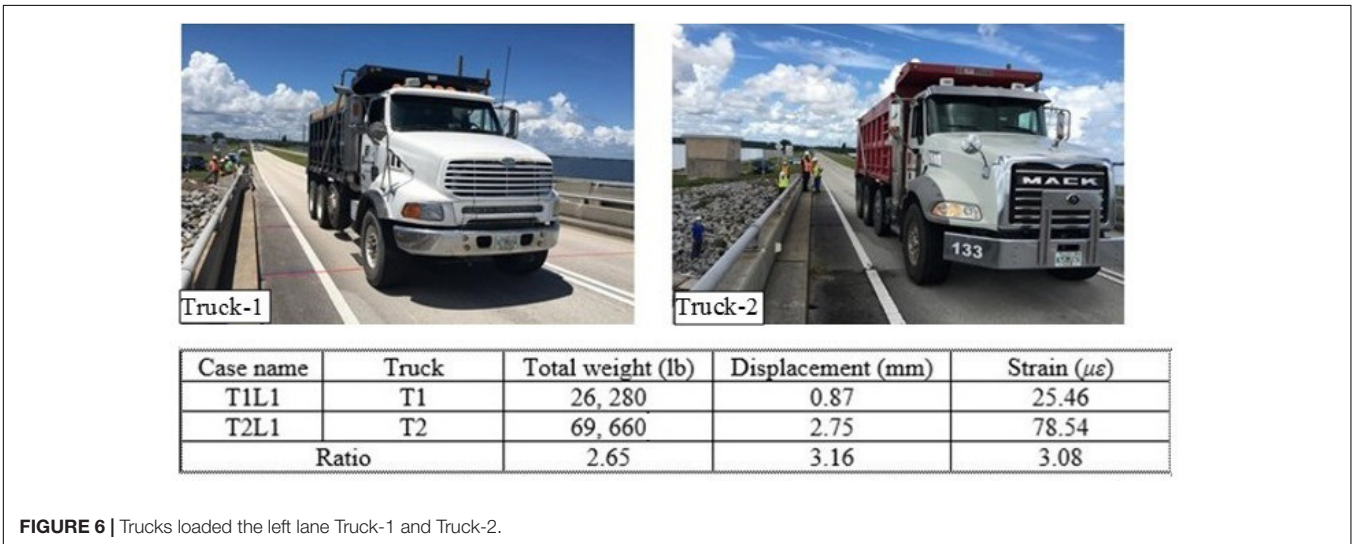 MACK
133
Truck-1
Truck-2
Case name Truck Total weight (lb) Displacement (mm) Strain (με)
T1L1 T1 26, 280 0.87 25.46
T2L1 T2 69, 660 2.75 78.54
Ratio 2.65 3.16 3.08
FIGURE 6 | Trucks loaded the left lane Truck-1 and Truck-2.